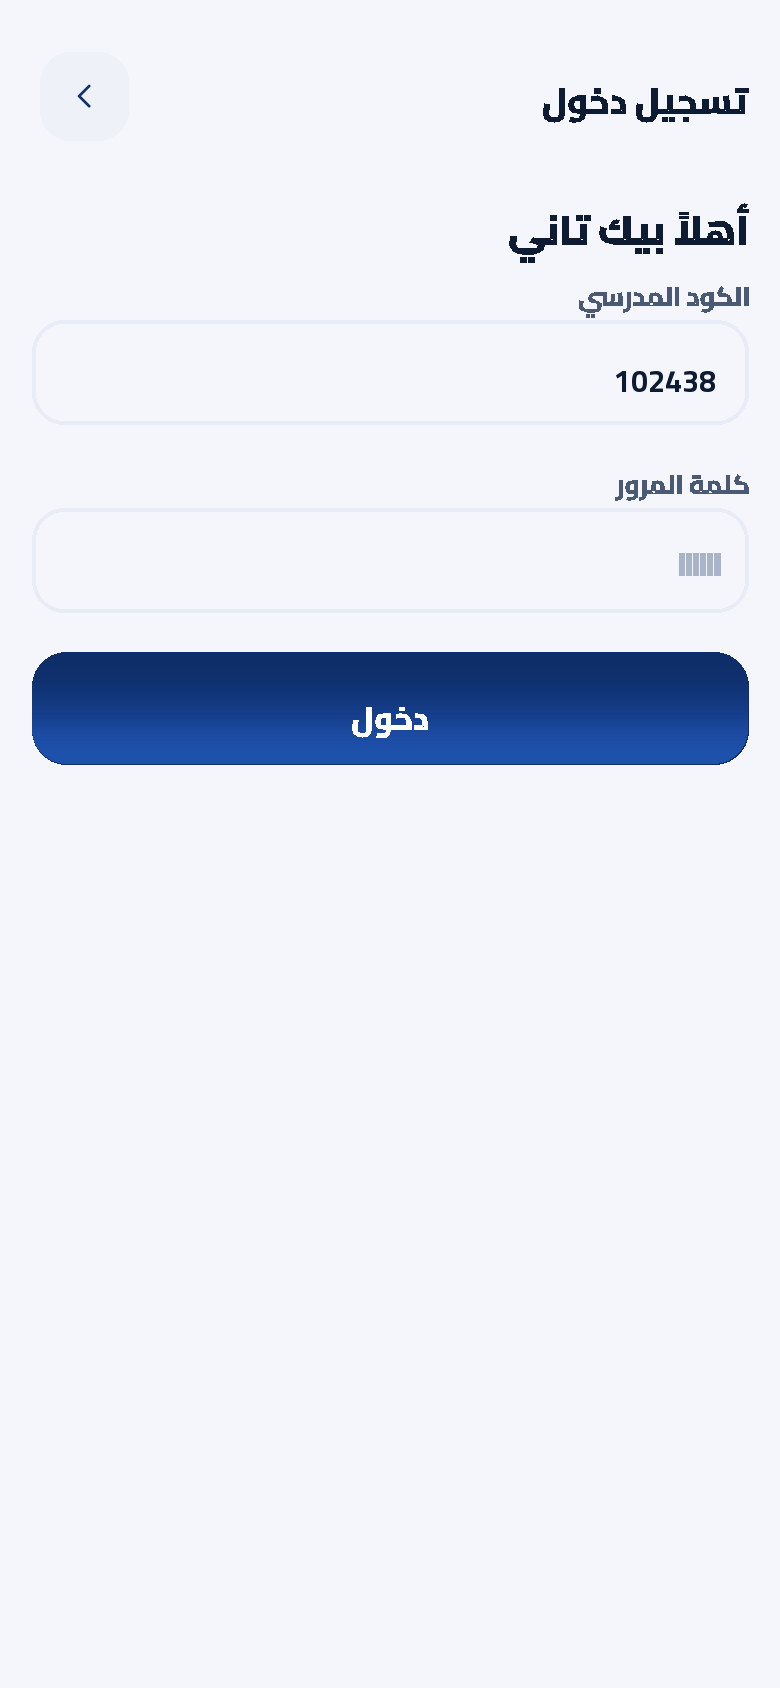 تسجيل دخول
أهلاً بيك تاني
الكود المدرسي
102438
كلمة المرور
دخول